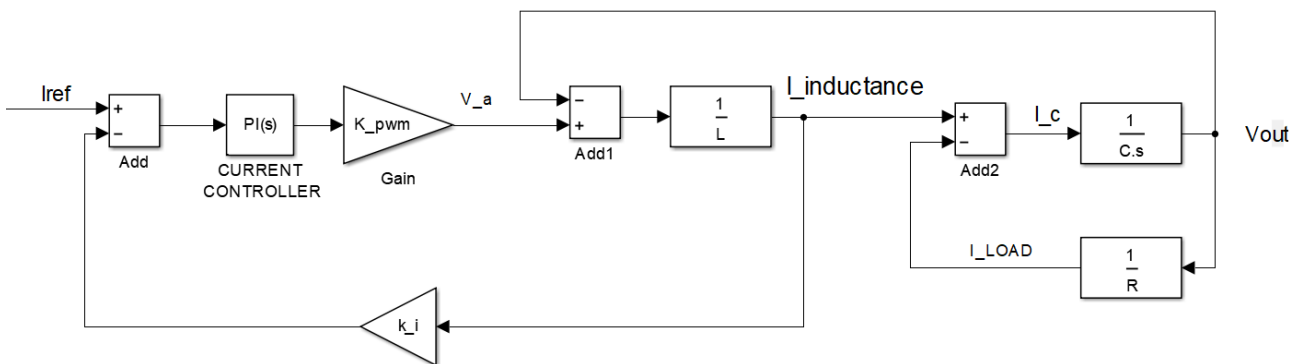 Iref
+
−
Add
PI(s)
CURRENT
CONTROLLER
K_pwm
Gain
V_a
−
+
Add1
1
L
I_inductance
+
−
Add2
I_c
1
C.s
Vout
I_LOAD
1
R
k_i